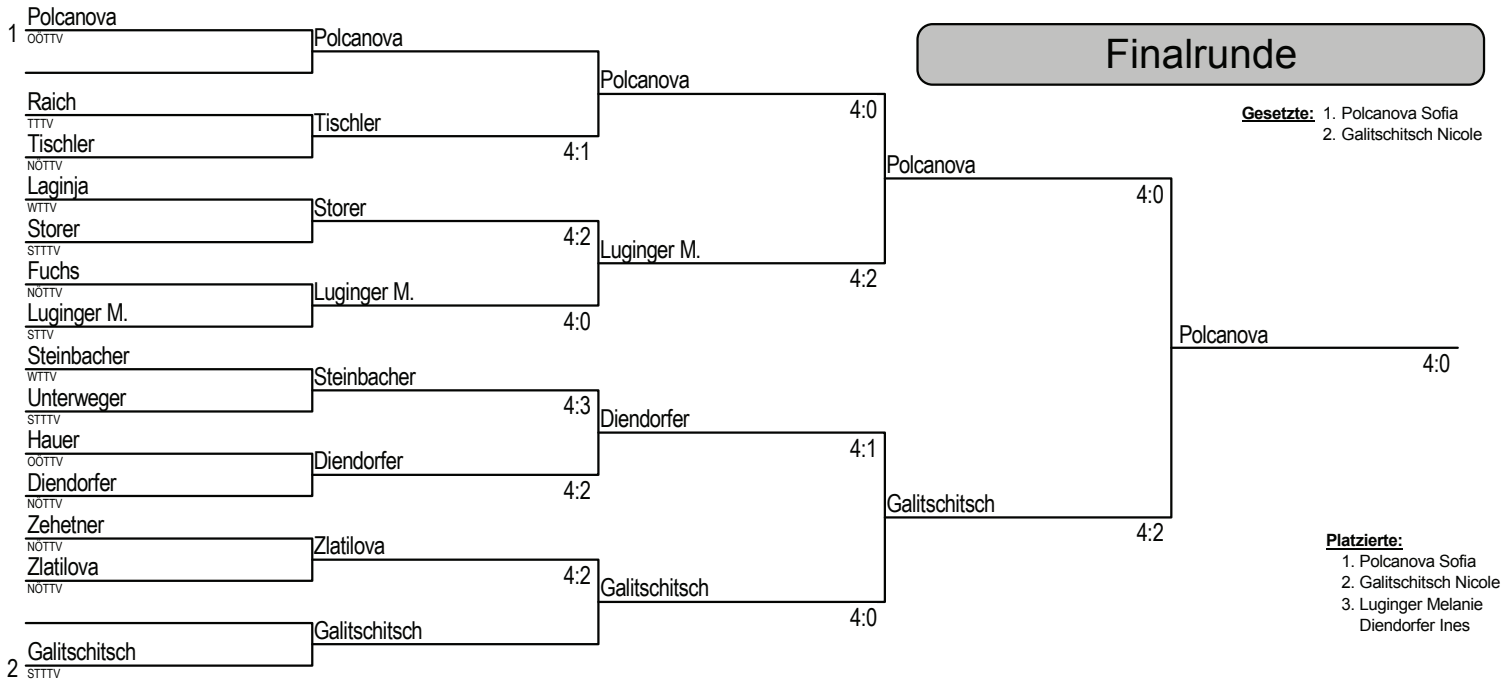 Finalrunde
Gesetzte: 1. Polcanova Sofia
2. Galitschitsch Nicole
1 Polcanova
OÖTTV
Raich
TTTV
Tischler
NÖTTV
Laginja
WTTV
Storer
STTTV
Fuchs
NÖTTV
Luginger M.
STTV
Steinbacher
WTTV
Unterweger
STTTV
Hauer
OÖTTV
Diendorfer
NÖTTV
Zehetner
NÖTTV
Zlatilova
NÖTTV
2 Galitschitsch
STTTV
Polcanova
Tischler
4:1
Storer
4:2
Luginger M.
4:0
Steinbacher
4:3
Diendorfer
4:2
Zlatilova
4:2
Galitschitsch
Polcanova
4:0
Luginger M.
4:2
Diendorfer
4:1
Galitschitsch
4:0
Polcanova
4:0
Galitschitsch
4:2
Polcanova
4:0
Platzierte:
1. Polcanova Sofia
2. Galitschitsch Nicole
3. Luginger Melanie
Diendorfer Ines